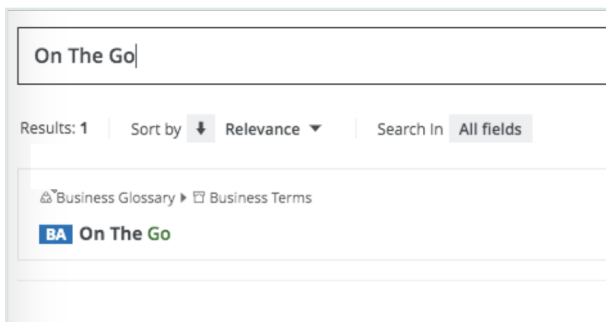 On The Go
Results: 1 Sort by Relevance Search In All fields
Business Glossary Business Terms
BA On The Go